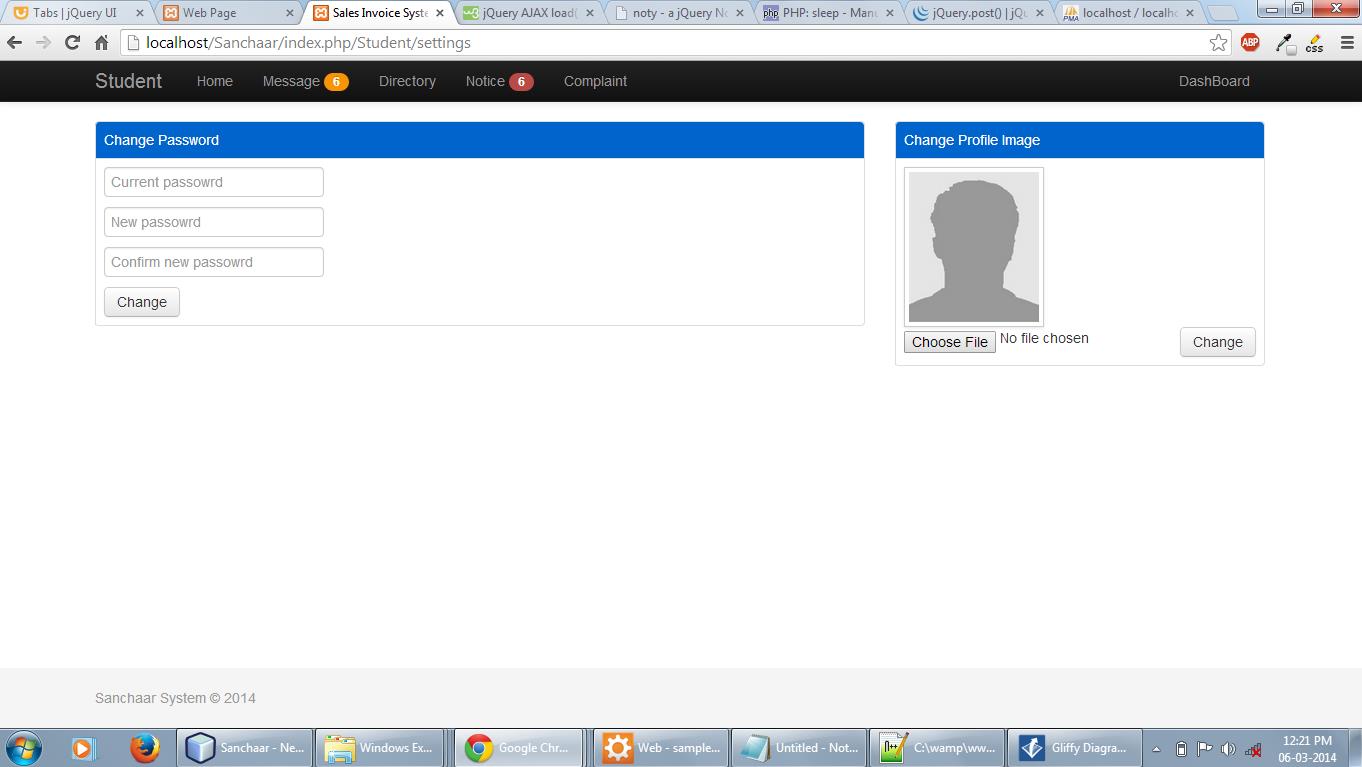 Tabs | jQuery UI
Web Page
Sales Invoice Syste
jQuery AJAX load(
noty - a jQuery No
php PHP: sleep - Manu
jQuery.post() | jQu
PMA localhost / localho
localhost/Sanchaar/index.php/Student/settings
ABP
css
Student Home Message 6 Directory Notice 6 Complaint DashBoard
Change Password
Current passowrd
New passowrd
Confirm new passowrd
Change
Change Profile Image
Choose File No file chosen
Change
Sanchaar System © 2014
Sanchaar - Ne...
Windows Ex...
Google Chr...
Web - sample...
Untitled - Not...
C:\wamp\ww...
Gliffy Diagra...
12:21 PM
06-03-2014